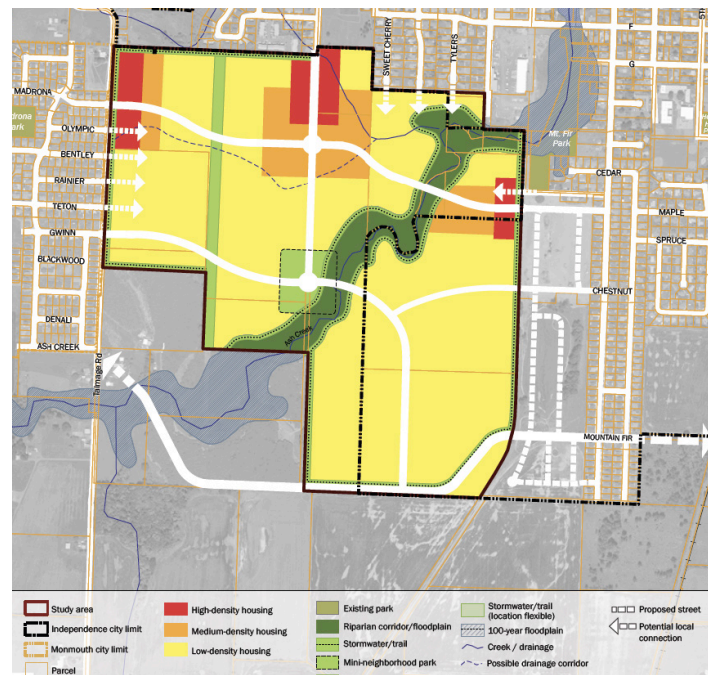 F
G
5TH
SWEET CHERRY
TYLERS
MADRONA
Park
OLYMPIC
BENTLEY
RAINIER
TETON
GWINN
BLACKWOOD
DENALI
ASH CREEK
Talmage Rd
Ash Creek
Mt. Fir
Park
CEDAR
MAPLE
SPRUCE
CHESTNUT
MOUNTAIN FIR
Study area
Independence city limit
Monmouth city limit
Parcel
High-density housing
Medium-density housing
Low-density housing
Existing park
Riparian corridor/floodplain
Stormwater/trail
Mini-neighborhood park
Stormwater/trail
(location flexible)
100-year floodplain
Creek / drainage
Possible drainage corridor
Proposed street
Potential local
connection